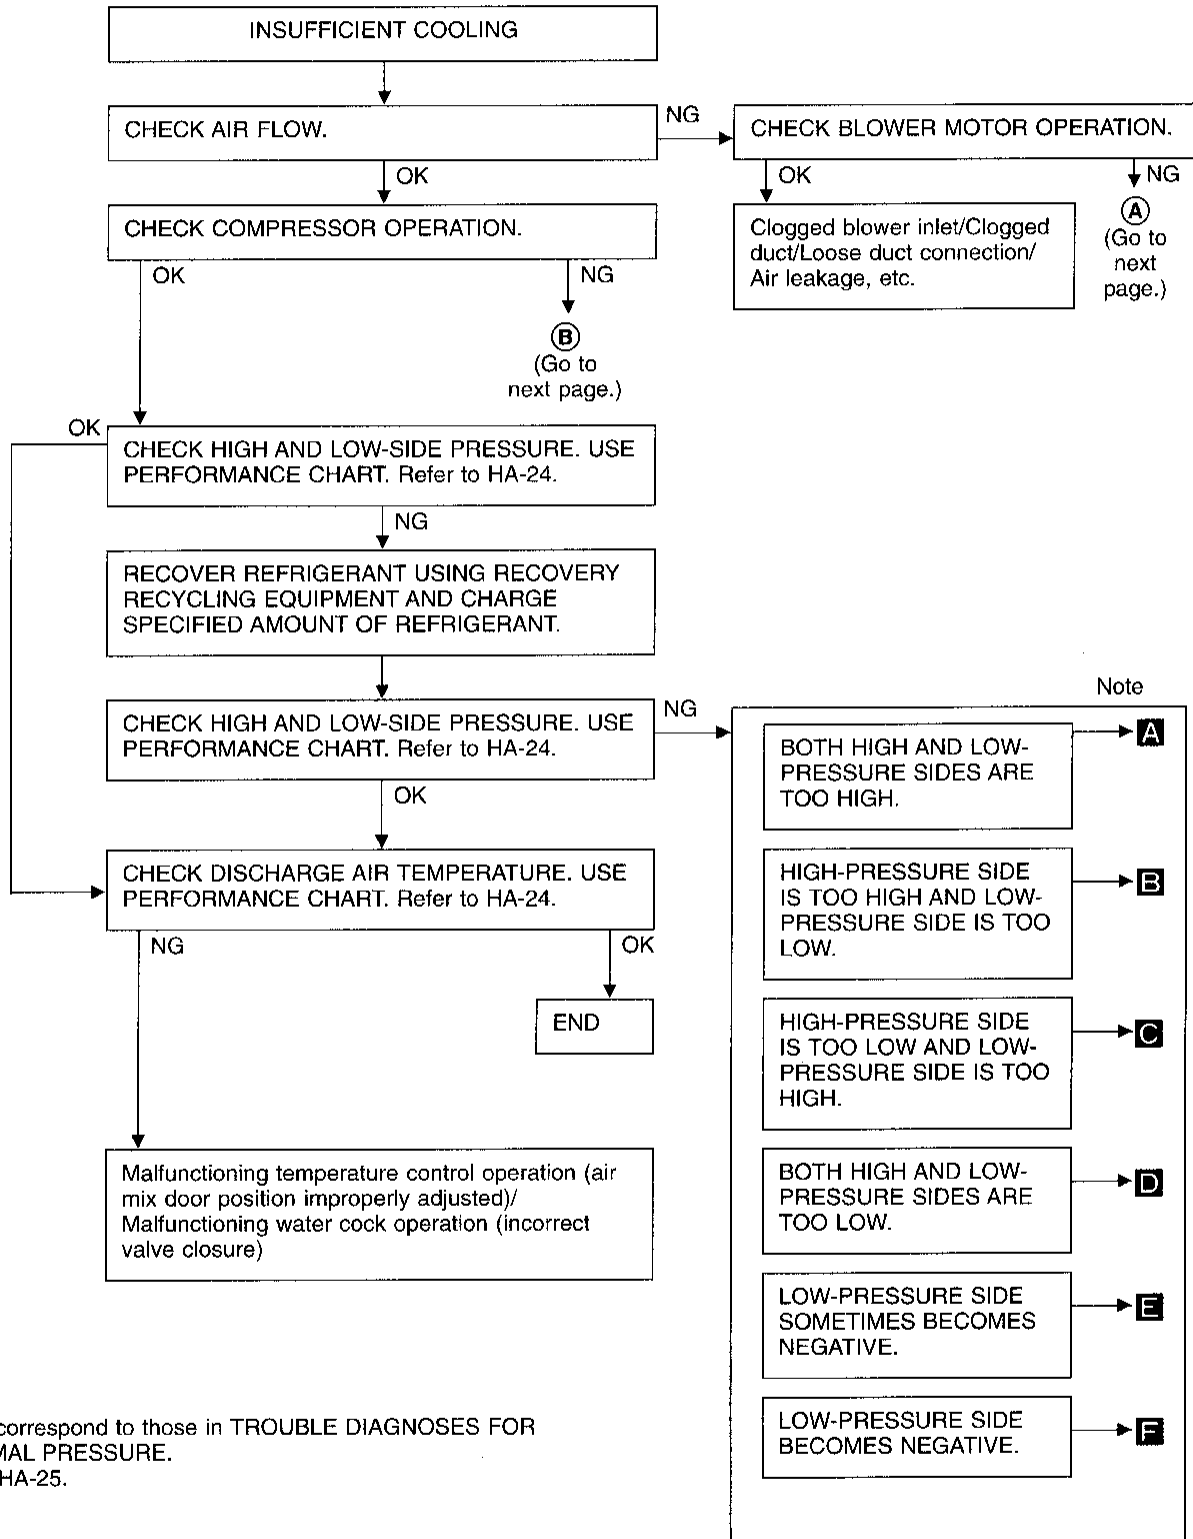 INSUFFICIENT COOLING
CHECK AIR FLOW.
NG
CHECK BLOWER MOTOR OPERATION.
OK
OK
NG
CHECK COMPRESSOR OPERATION.
Clogged blower inlet/Clogged
duct/Loose duct connection/
Air leakage, etc.
A
(Go to
next
page.)
OK
NG
B
(Go to
next page.)
OK
CHECK HIGH AND LOW-SIDE PRESSURE. USE
PERFORMANCE CHART. Refer to HA-24.
NG
RECOVER REFRIGERANT USING RECOVERY
RECYCLING EQUIPMENT AND CHARGE
SPECIFIED AMOUNT OF REFRIGERANT.
CHECK HIGH AND LOW-SIDE PRESSURE. USE
PERFORMANCE CHART. Refer to HA-24.
NG
OK
CHECK DISCHARGE AIR TEMPERATURE. USE
PERFORMANCE CHART. Refer to HA-24.
NG
OK
END
Malfunctioning temperature control operation (air
mix door position improperly adjusted)/
Malfunctioning water cock operation (incorrect
valve closure)
Note
BOTH HIGH AND LOW-
PRESSURE SIDES ARE
TOO HIGH.
A
HIGH-PRESSURE SIDE
IS TOO HIGH AND LOW-
PRESSURE SIDE IS TOO
LOW.
B
HIGH-PRESSURE SIDE
IS TOO LOW AND LOW-
PRESSURE SIDE IS TOO
HIGH.
C
BOTH HIGH AND LOW-
PRESSURE SIDES ARE
TOO LOW.
D
LOW-PRESSURE SIDE
SOMETIMES BECOMES
NEGATIVE.
E
LOW-PRESSURE SIDE
BECOMES NEGATIVE.
F
correspond to those in TROUBLE DIAGNOSES FOR
MAL PRESSURE.
HA-25.